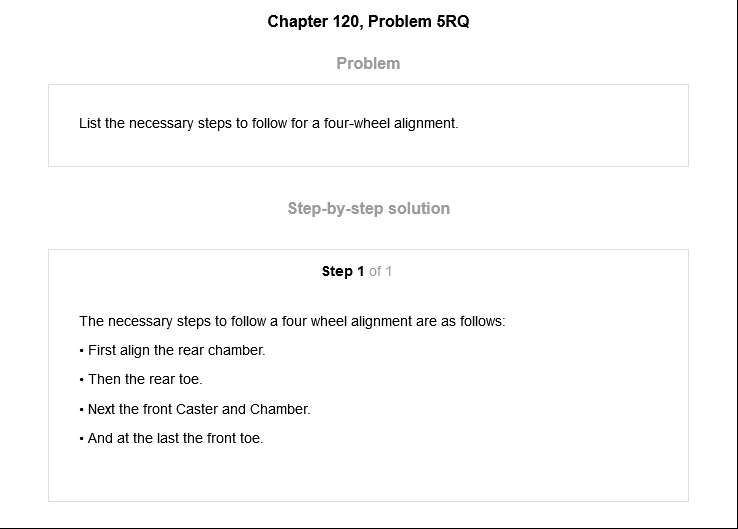 Chapter 120, Problem 5RQ
Problem
List the necessary steps to follow for a four-wheel alignment.
Step-by-step solution
Step 1 of 1
The necessary steps to follow a four wheel alignment are as follows:
• First align the rear chamber.
• Then the rear toe.
• Next the front Caster and Chamber.
• And at the last the front toe.